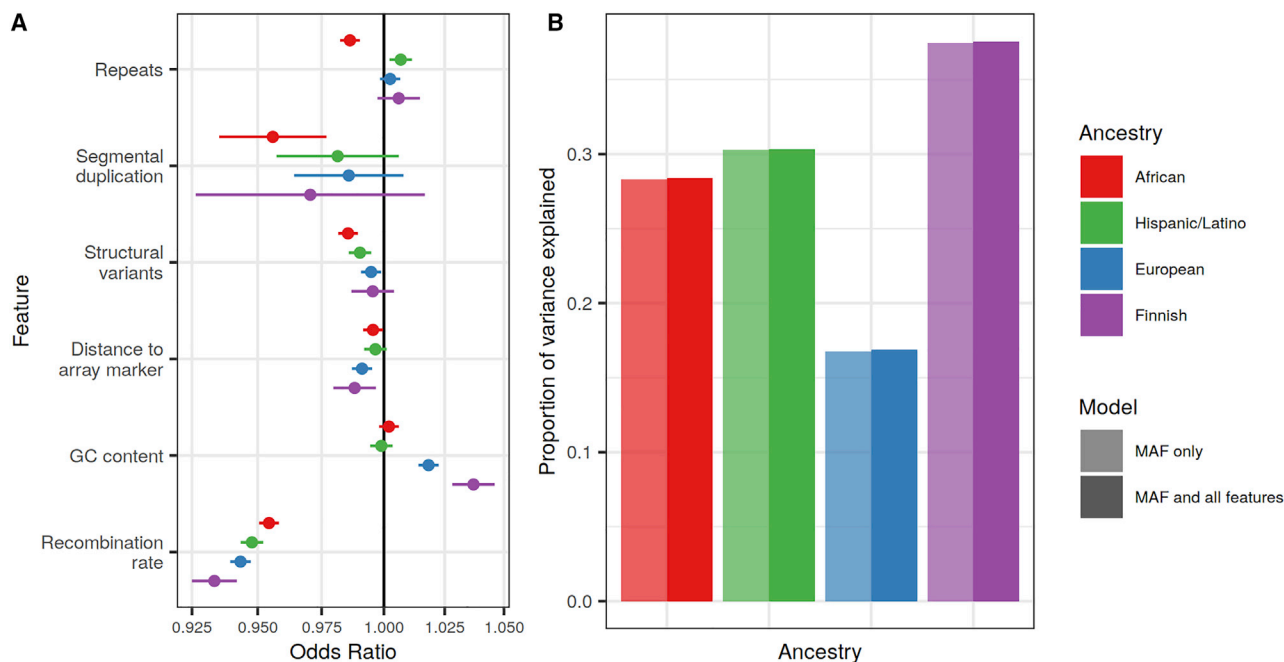 A
Feature
Repeats
Segmental
duplication
Structural
variants
Distance to
array marker
GC content
Recombination
rate
0.925 0.950 0.975 1.000 1.025 1.050
Odds Ratio
B
Proportion of variance explained
0.3
0.2
0.1
0.0
Ancestry
Ancestry
African
Hispanic/Latino
European
Finnish
Model
MAF only
MAF and all features